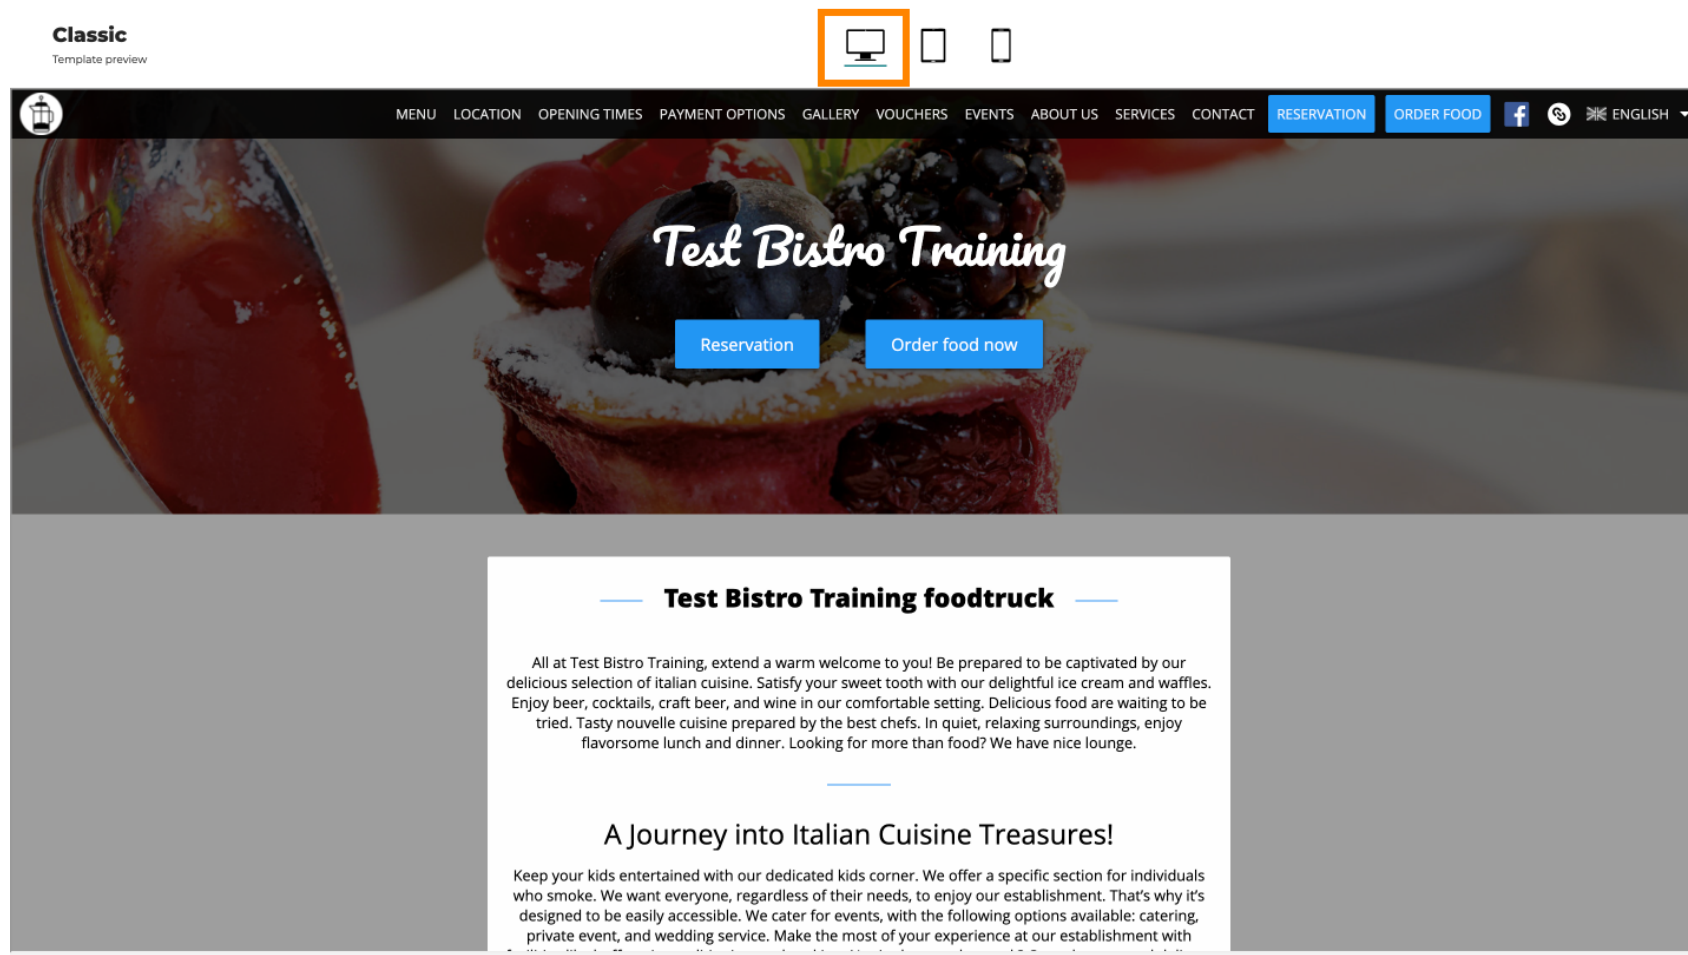 Classic
Template preview
MENU LOCATION OPENING TIMES PAYMENT OPTIONS GALLERY VOUCHERS EVENTS ABOUT US SERVICES CONTACT RESERVATION ORDER FOOD ENGLISH
Test Bistro Training
Reservation Order food now
Test Bistro Training foodtruck
All at Test Bistro Training, extend a warm welcome to you! Be prepared to be captivated by our
delicious selection of italian cuisine. Satisfy your sweet tooth with our delightful ice cream and waffles.
Enjoy beer, cocktails, craft beer, and wine in our comfortable setting. Delicious food are waiting to be
tried. Tasty nouvelle cuisine prepared by the best chefs. In quiet, relaxing surroundings, enjoy
flavorsome lunch and dinner. Looking for more than food? We have nice lounge.
A Journey into Italian Cuisine Treasures!
Keep your kids entertained with our dedicated kids corner. We offer a specific section for individuals
who smoke. We want everyone, regardless of their needs, to enjoy our establishment. That’s why it’s
designed to be easily accessible. We cater for events, with the following options available: catering,
private event, and wedding service. Make the most of your experience at our establishment with